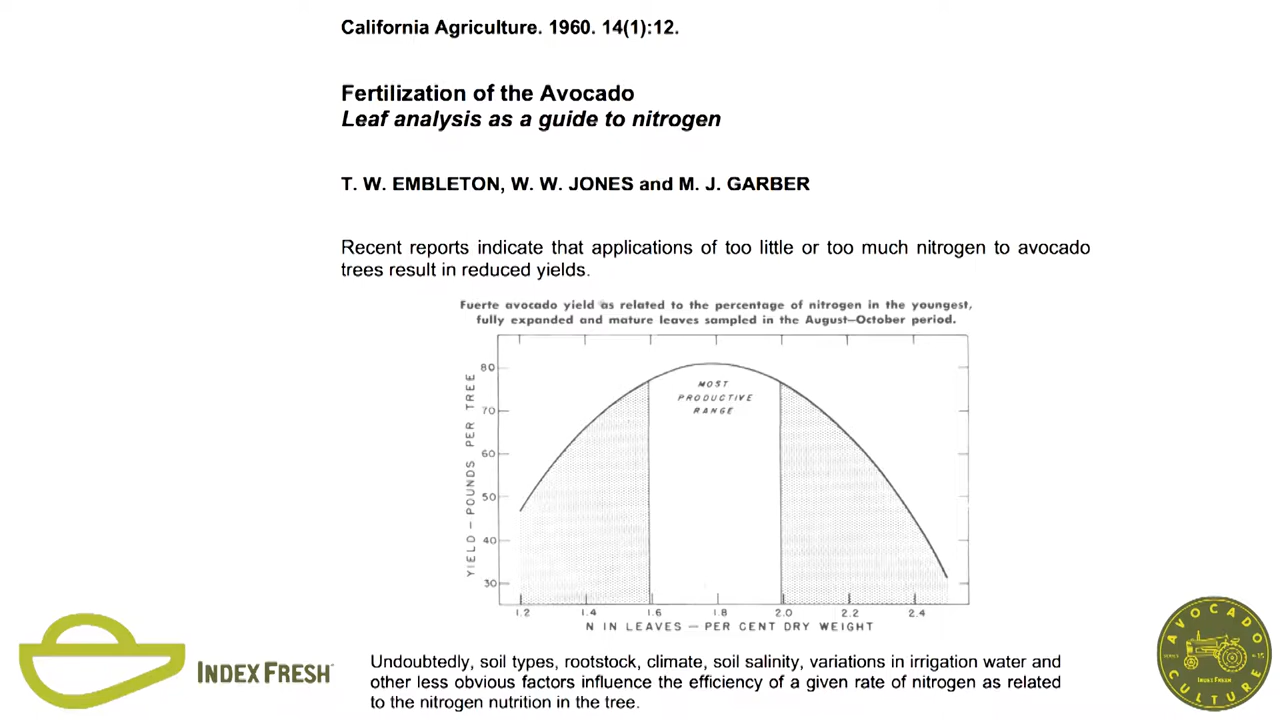 California Agriculture. 1960. 14(1):12.
Fertilization of the Avocado
Leaf analysis as a guide to nitrogen
T. W. EMBLETON, W. W. JONES and M. J. GARBER
Recent reports indicate that applications of too little or too much nitrogen to avocado
trees result in reduced yields.
Fuerte avocado yield as related to the percentage of nitrogen in the youngest,
fully expanded and mature leaves sampled in the August—October period.
YIELD — POUNDS PER TREE
80
70
60
50
40
30
MOST
PRODUCTIVE
RANGE
1.2 1.4 1.6 1.8 2.0 2.2 2.4
N IN LEAVES — PER CENT DRY WEIGHT
Undoubtedly, soil types, rootstock, climate, soil salinity, variations in irrigation water and
other less obvious factors influence the efficiency of a given rate of nitrogen as related
to the nitrogen nutrition in the tree.
INDEX FRESH
AVOCADO
INDEX FRESH
CULTURE